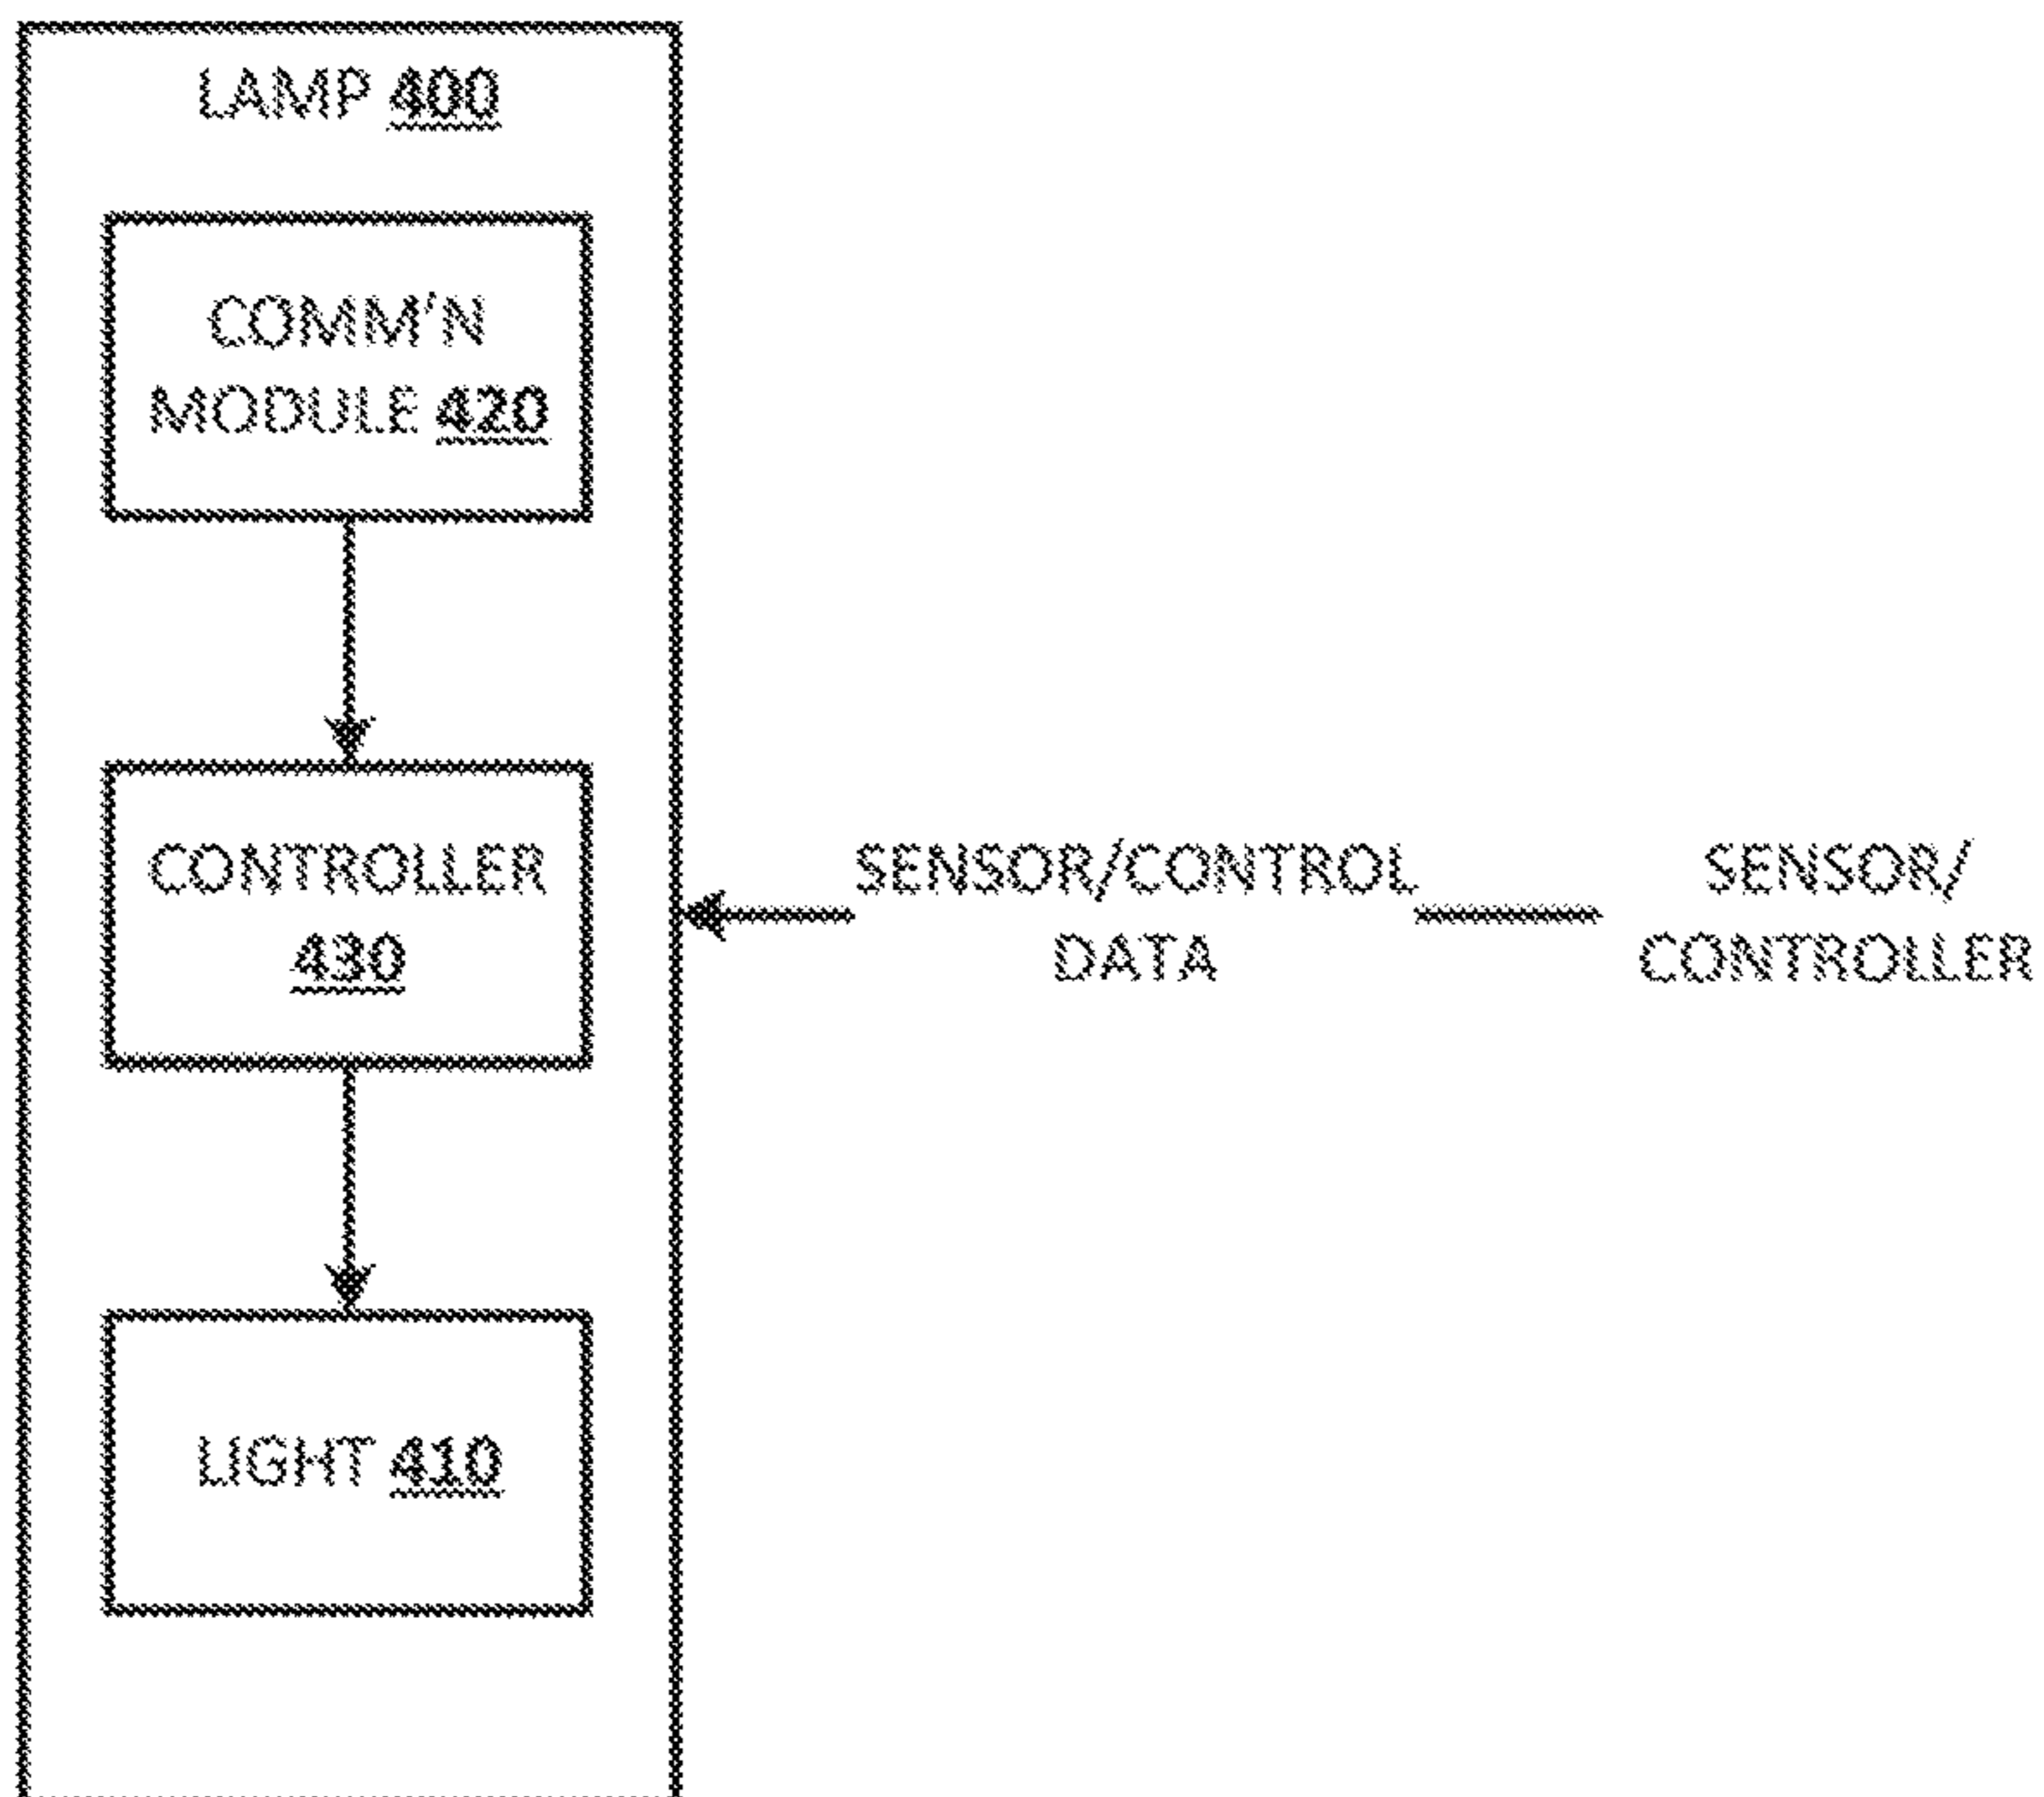 LAMP 400
COMM'N
MODULE 420
CONTROLLER
430
SENSOR/CONTROL
DATA
SENSOR/
CONTROLLER
LIGHT 410